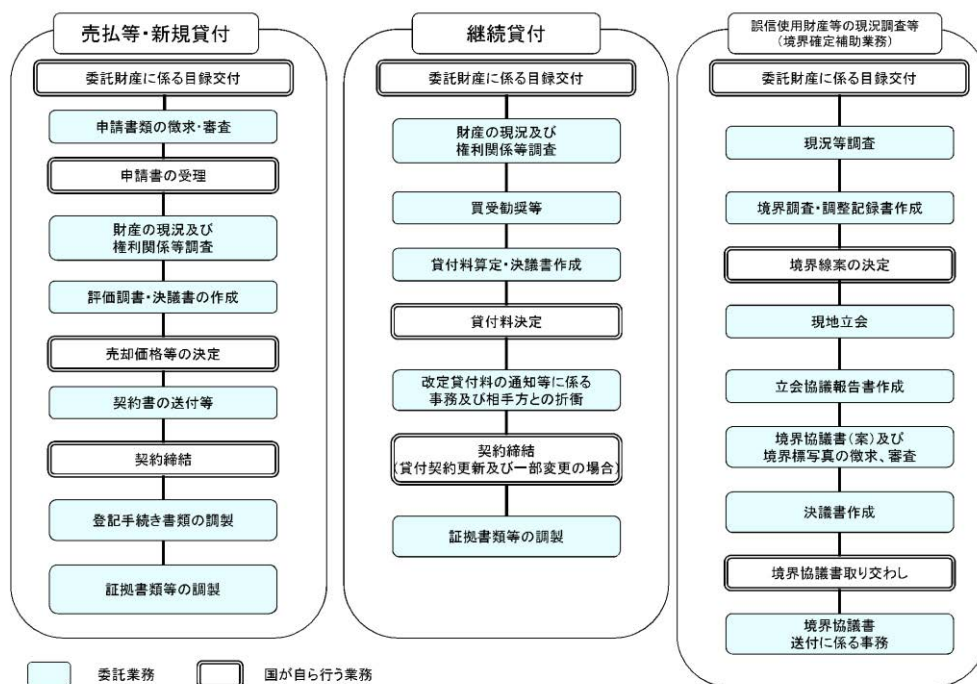 売払等・新規貸付
委託財産に係る目録交付
申請書類の徴求・審査
申請書の受理
財産の現況及び
権利関係等調査
評価調書・決議書の作成
売却価格等の決定
契約書の送付等
契約締結
登記手続き書類の調製
証拠書類等の調製
継続貸付
委託財産に係る目録交付
財産の現況及び
権利関係等調査
買受勧奨等
貸付料算定・決議書作成
貸付料決定
改定貸付料の通知等に係る
事務及び相手方との折衝
契約締結
(貸付契約更新及び一部変更の場合)
証拠書類等の調製
誤信使用財産等の現況調査等
(境界確定補助業務)
委託財産に係る目録交付
現況等調査
境界調査・調整記録書作成
境界線案の決定
現地立会
立会協議報告書作成
境界協議書(案)及び
境界標写真の徴求、審査
決議書作成
境界協議書取り交わし
境界協議書
送付に係る事務
委託業務
国が自ら行う業務